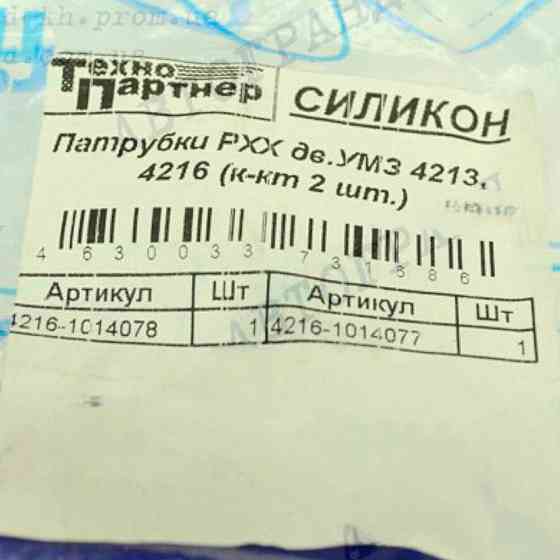 Техно
Партнер
СИЛИКОН
Патрубки РХХ дв.УМЗ 4213,
4216 (к-кт 2 шт.)
4 630033 731686
Артикул Шт Артикул Шт
4216-1014078 1 4216-1014077 1